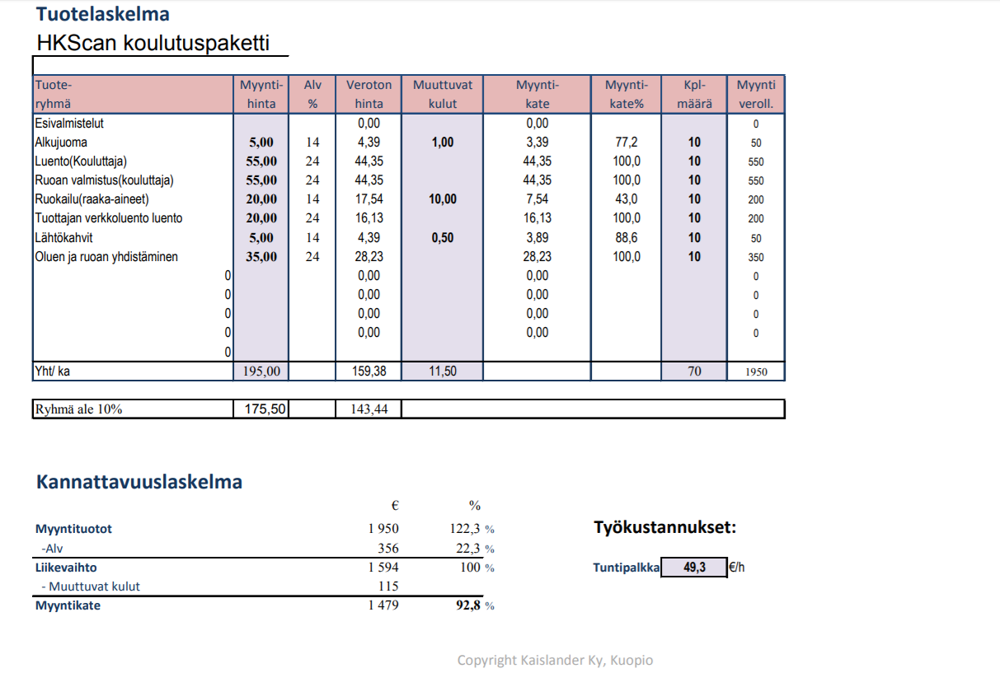 Tuotelaskelma
HKScan koulutuspaketti
Tuote- Myynti- Alv Veroton Muuttuvat Myynti- Myynti- Kpl- Myynti
ryhmä hinta % hinta kulut kate kate% määrä veroll.
Esivalmistelut 0,00 0,00 0
Alkujuoma 5,00 14 4,39 1,00 3,39 77,2 10 50
Luento(Kouluttaja) 55,00 24 44,35 44,35 100,0 10 550
Ruoan valmistus(kouluttaja) 55,00 24 44,35 44,35 100,0 10 550
Ruokailu(raaka-aineet) 20,00 14 17,54 10,00 7,54 43,0 10 200
Tuottajan verkkoluento luento 20,00 24 16,13 16,13 100,0 10 200
Lähtökahvit 5,00 14 4,39 0,50 3,89 88,6 10 50
Oluen ja ruoan yhdistäminen 35,00 24 28,23 28,23 100,0 10 350
0 0,00 0,00 0
0 0,00 0,00 0
0 0,00 0,00 0
0 0,00 0,00 0
0
Yht/ ka 195,00 159,38 11,50 70 1950
Ryhmä ale 10% 175,50 143,44
Kannattavuuslaskelma
€ %
Myyntituotot 1 950 122,3 %
-Alv 356 22,3 %
Liikevaihto 1 594 100 %
- Muuttuvat kulut 115
Myyntikate 1 479 92,8 %
Työkustannukset:
Tuntipalkka 49,3 €/h
Copyright Kaislander Ky, Kuopio